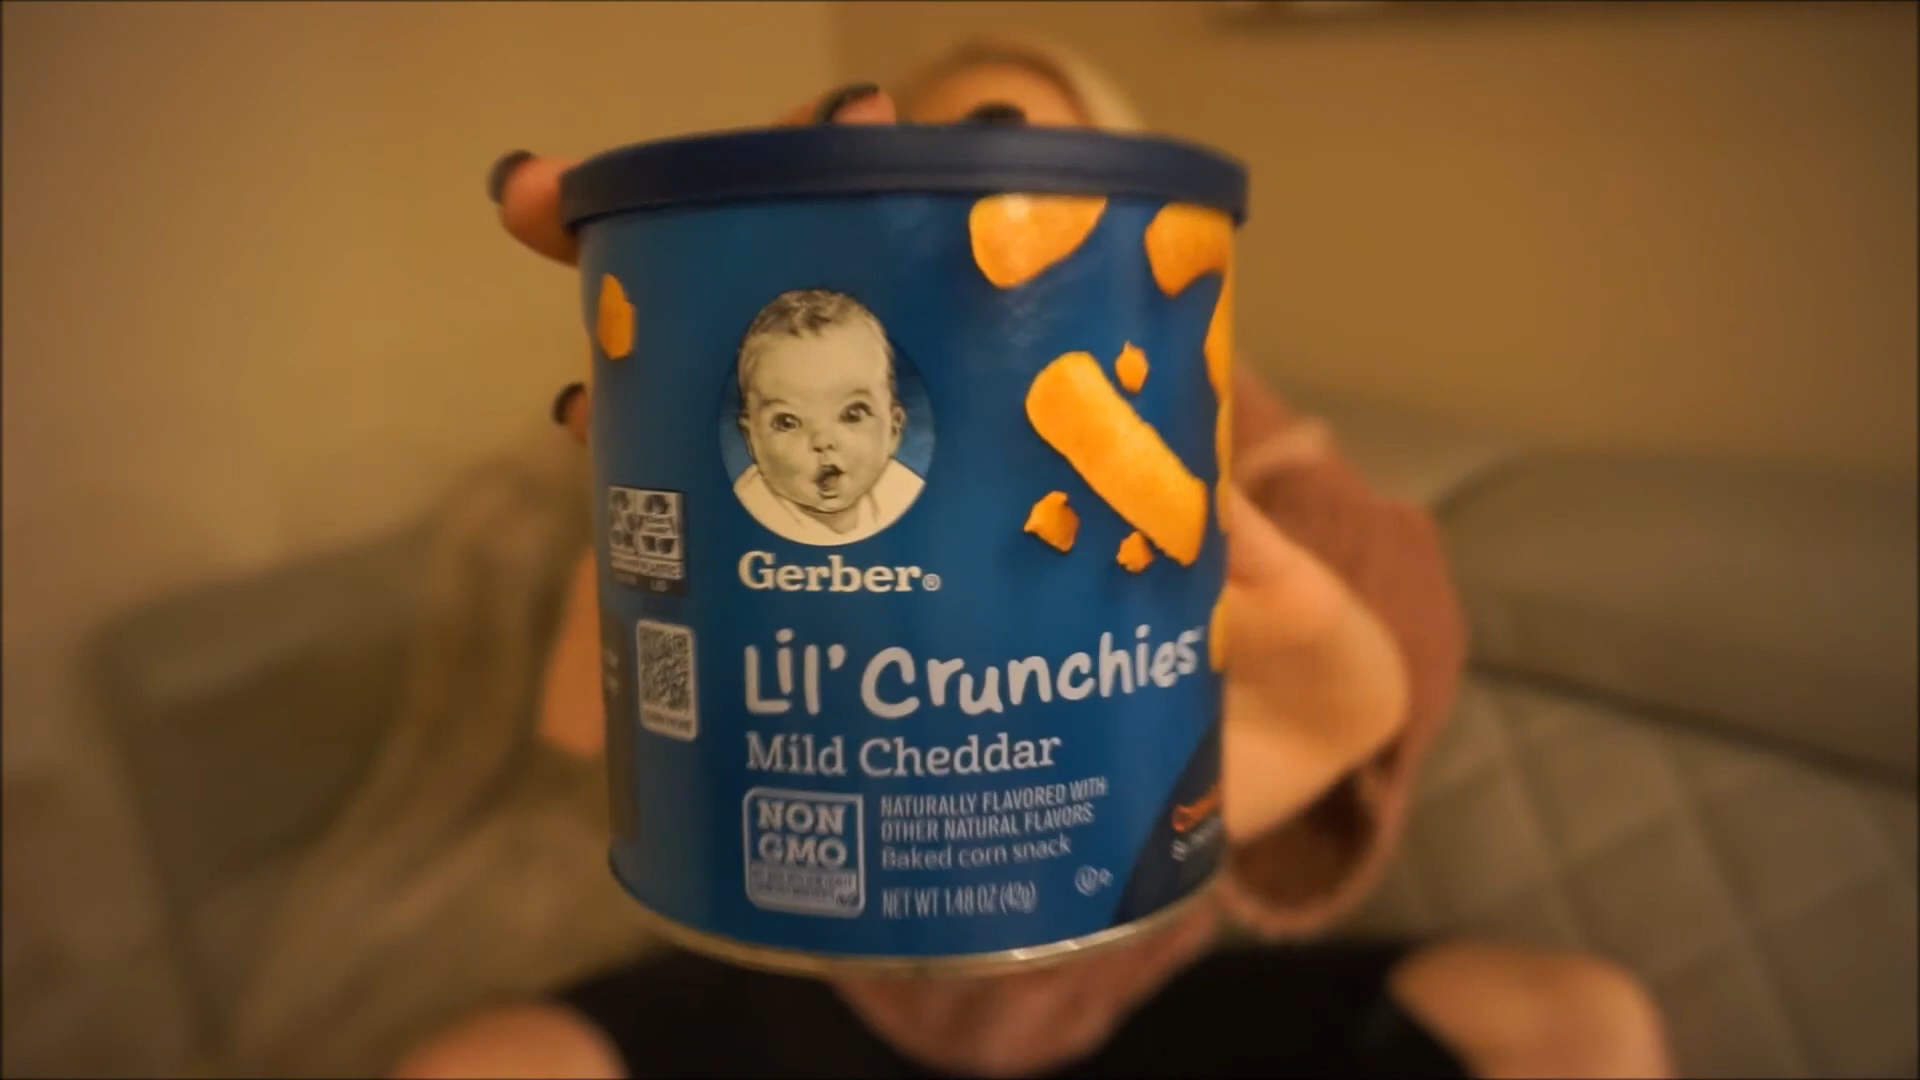 Gerber®
Lil' Crunchies
Mild Cheddar
NON
GMO
NATURALLY FLAVORED WITH
OTHER NATURAL FLAVORS
Baked corn snack
NET WT 1.48 OZ (42g)